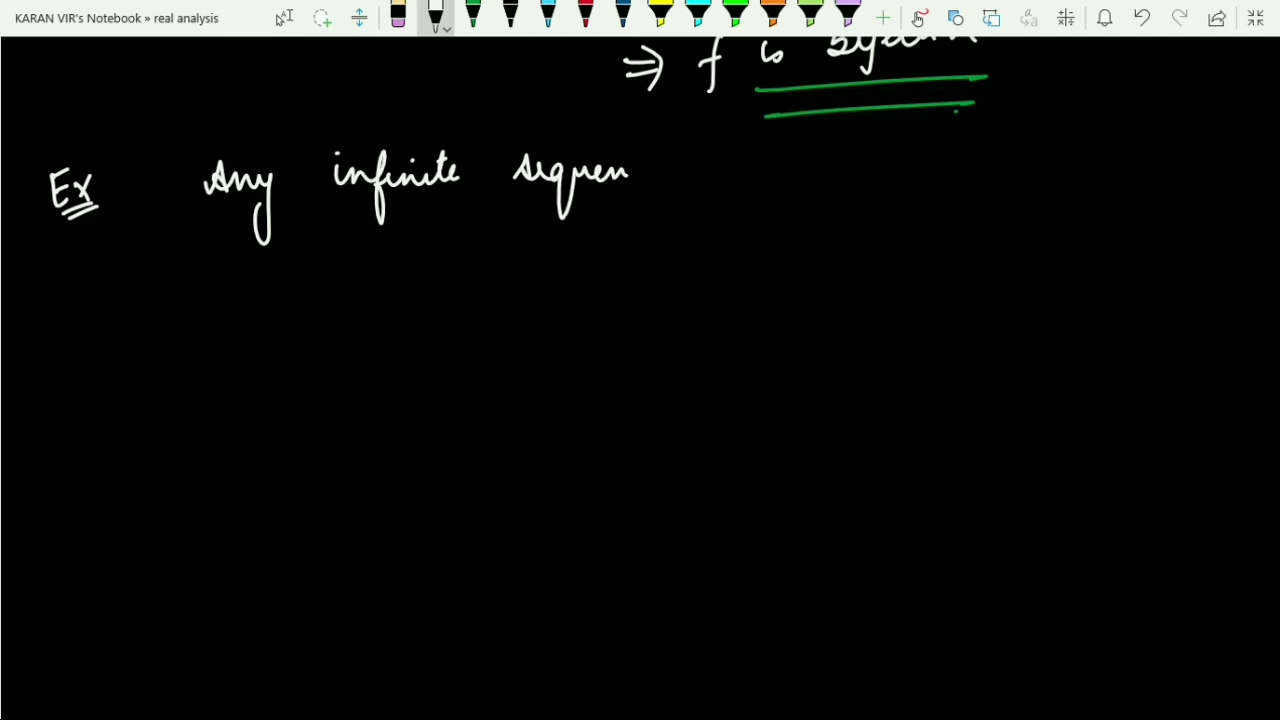 KARAN VIR's Notebook » real analysis
⇒ f is
Ex Any infinite sequen